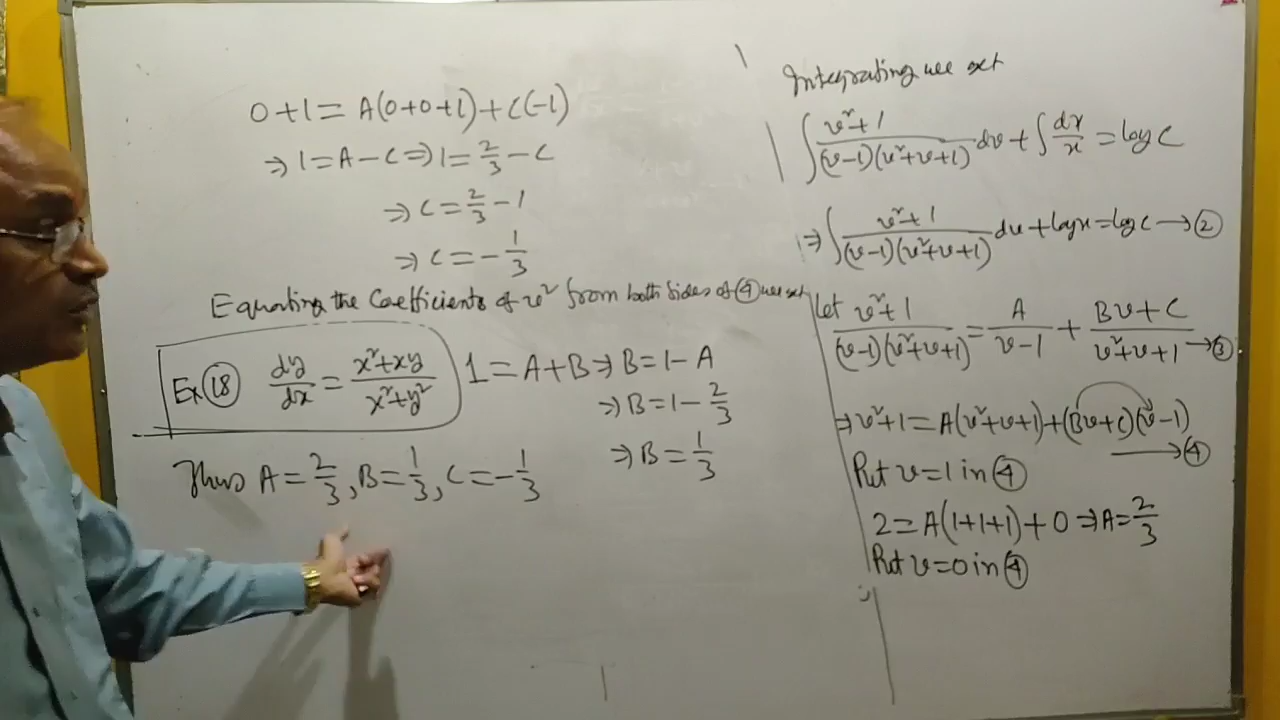 0+1=A(0+0+1)+C(-1)
⇒1=A-C⇒1=2/3-C
⇒C=2/3-1
⇒C=-1/3
Equating the Coefficients of v² from both sides of ④ we get
Ex ⑱ dy/dx=(x²+xy)/(x²+y²)
1=A+B⇒B=1-A
⇒B=1-2/3
⇒B=1/3
Thus A=2/3, B=1/3, C=-1/3
Integrating we get
∫(v²+1)/((v-1)(v²+v+1))dv+∫dx/x=logC
⇒∫(v²+1)/((v-1)(v²+v+1))dv+logx=logC→②
Let (v²+1)/((v-1)(v²+v+1))=A/(v-1)+(Bv+C)/(v²+v+1)→③
⇒v²+1=A(v²+v+1)+(Bv+C)(v-1)
→④
Put v=1 in ④
2=A(1+1+1)+0⇒A=2/3
Put v=0 in ④